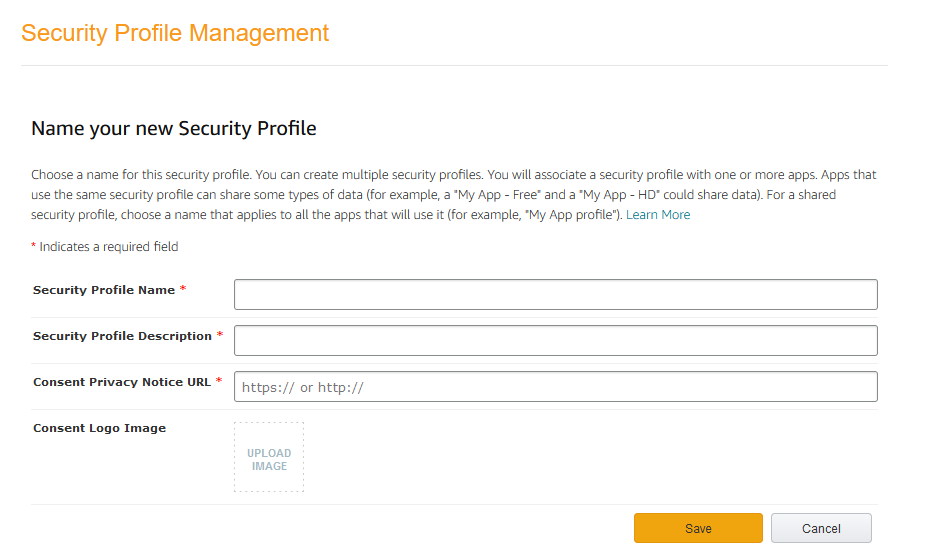 Security Profile Management
Name your new Security Profile
Choose a name for this security profile. You can create multiple security profiles. You will associate a security profile with one or more apps. Apps that
use the same security profile can share some types of data (for example, a "My App - Free" and a "My App - HD" could share data). For a shared
security profile, choose a name that applies to all the apps that will use it (for example, "My App profile"). Learn More
* Indicates a required field
Security Profile Name *
Security Profile Description *
Consent Privacy Notice URL *
https:// or http://
Consent Logo Image
UPLOAD
IMAGE
Save
Cancel